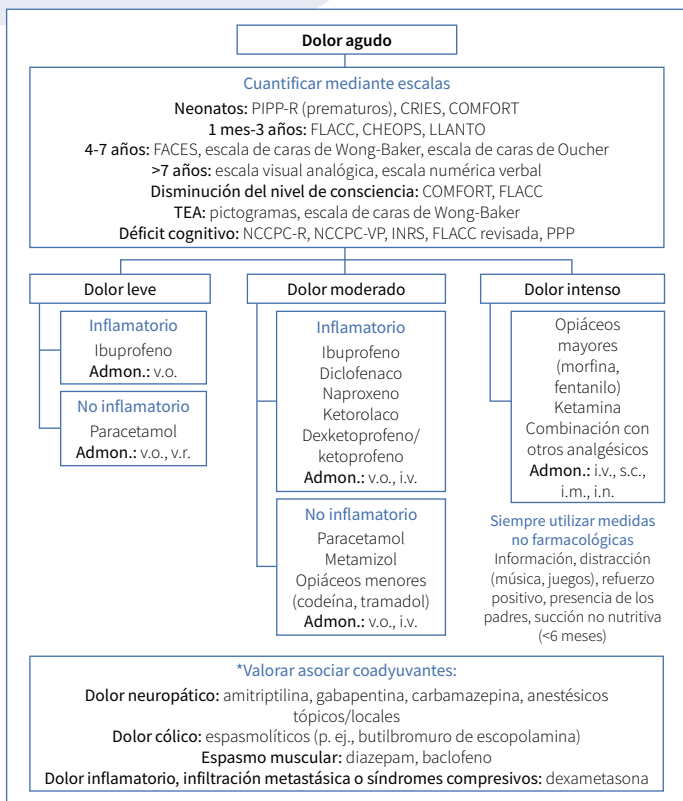 Dolor agudo
Cuantificar mediante escalas
Neonatos: PIPP-R (prematuros), CRIES, COMFORT
1 mes-3 años: FLACC, CHEOPS, LLANTO
4-7 años: FACES, escala de caras de Wong-Baker, escala de caras de Oucher
>7 años: escala visual analógica, escala numérica verbal
Disminución del nivel de consciencia: COMFORT, FLACC
TEA: pictogramas, escala de caras de Wong-Baker
Déficit cognitivo: NCCPC-R, NCCPC-VP, INRS, FLACC revisada, PPP
Dolor leve
Inflamatorio
Ibuprofeno
Admon.: v.o.
No inflamatorio
Paracetamol
Admon.: v.o., v.r.
Dolor moderado
Inflamatorio
Ibuprofeno
Diclofenaco
Naproxeno
Ketorolaco
Dexketoprofeno/
ketoprofeno
Admon.: v.o., i.v.
No inflamatorio
Paracetamol
Metamizol
Opiáceos menores
(codeína, tramadol)
Admon.: v.o., i.v.
Dolor intenso
Opiáceos
mayores
(morfina,
fentanilo)
Ketamina
Combinación con
otros analgésicos
Admon.: i.v., s.c.,
i.m., i.n.
Siempre utilizar medidas
no farmacológicas
Información, distracción
(música, juegos), refuerzo
positivo, presencia de los
padres, succión no nutritiva
(<6 meses)
*Valorar asociar coadyuvantes:
Dolor neuropático: amitriptilina, gabapentina, carbamazepina, anestésicos
tópicos/locales
Dolor cólico: espasmolíticos (p. ej., butilbromuro de escopolamina)
Espasmo muscular: diazepam, baclofeno
Dolor inflamatorio, infiltración metastásica o síndromes compresivos: dexametasona